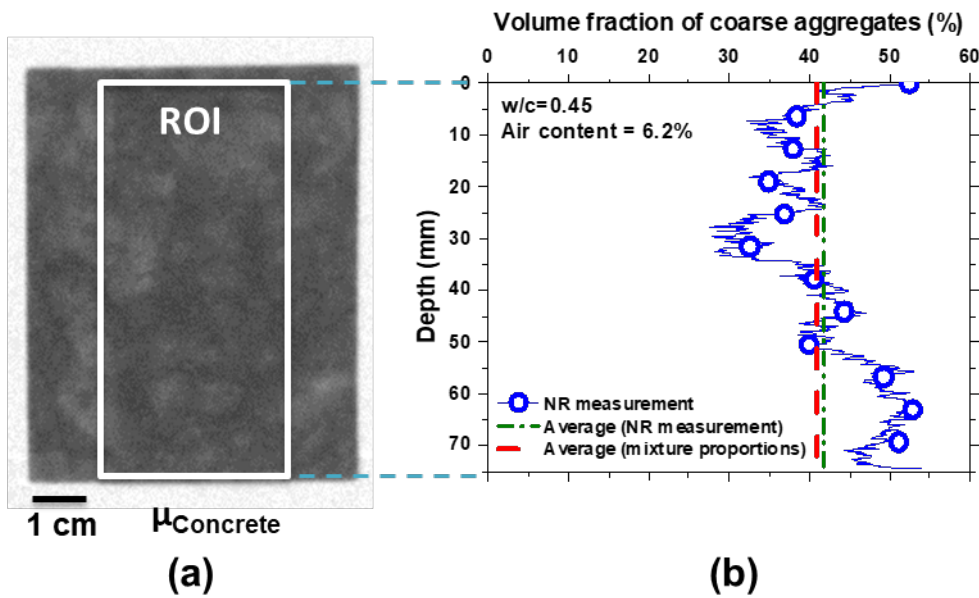 Volume fraction of coarse aggregates (%)
0 10 20 30 40 50 60
ROI
w/c=0.45
Air content = 6.2%
0
10
20
30
40
50
60
70
Depth (mm)
NR measurement
Average (NR measurement)
Average (mixture proportions)
1 cm
μConcrete
(a)
(b)